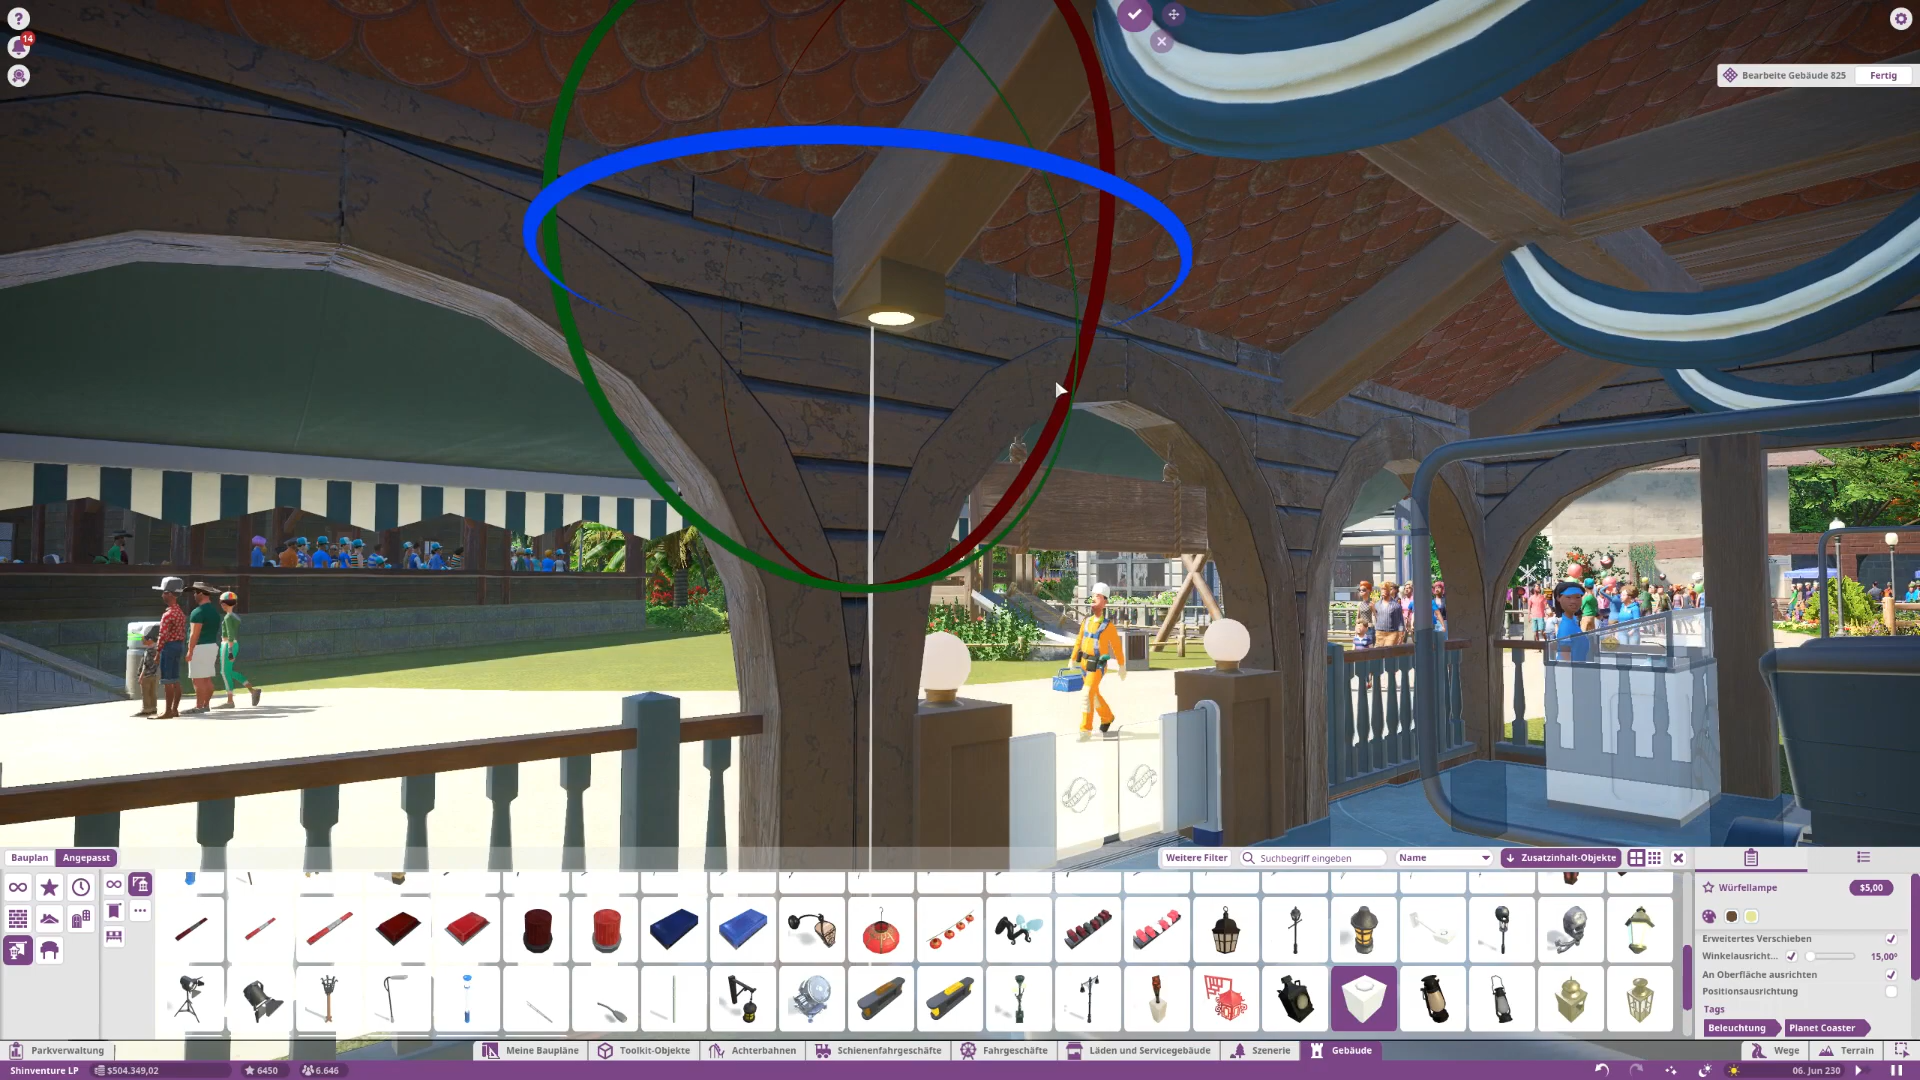 ?
14
Bearbeite Gebäude 825
Fertig
Bauplan
Angepasst
Weitere Filter
Suchbegriff eingeben
Name
Zusatzinhalt-Objekte
Würfellampe
$5,00
Erweitertes Verschieben
Winkelausricht...
15,00°
An Oberfläche ausrichten
Positionsausrichtung
Tags
Beleuchtung
Planet Coaster
Parkverwaltung
Meine Baupläne
Toolkit-Objekte
Achterbahnen
Schienenfahrgeschäfte
Fahrgeschäfte
Läden und Servicegebäude
Szenerie
Gebäude
Wege
Terrain
Shinventure LP
$504.349,02
6450
6.646
06. Jun 230